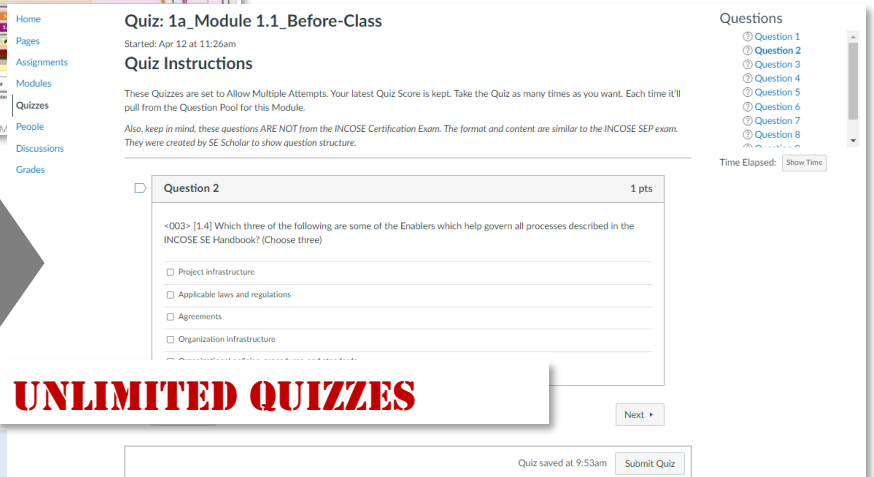 Home
Pages
Assignments
Modules
Quizzes
People
Discussions
Grades
Quiz: 1a_Module 1.1_Before-Class
Started: Apr 12 at 11:26am
Quiz Instructions
These Quizzes are set to Allow Multiple Attempts. Your latest Quiz Score is kept. Take the Quiz as many times as you want. Each time it'll
pull from the Question Pool for this Module.
Also, keep in mind, these questions ARE NOT from the INCOSE Certification Exam. The format and content are similar to the INCOSE SEP exam.
They were created by SE Scholar to show question structure.
Question 2 1 pts
<003> [1.4] Which three of the following are some of the Enablers which help govern all processes described in the
INCOSE SE Handbook? (Choose three)
Project infrastructure
Applicable laws and regulations
Agreements
Organization infrastructure
UNLIMITED QUIZZES
Next
Quiz saved at 9:53am Submit Quiz
Questions
Question 1
Question 2
Question 3
Question 4
Question 5
Question 6
Question 7
Question 8
Time Elapsed: Show Time